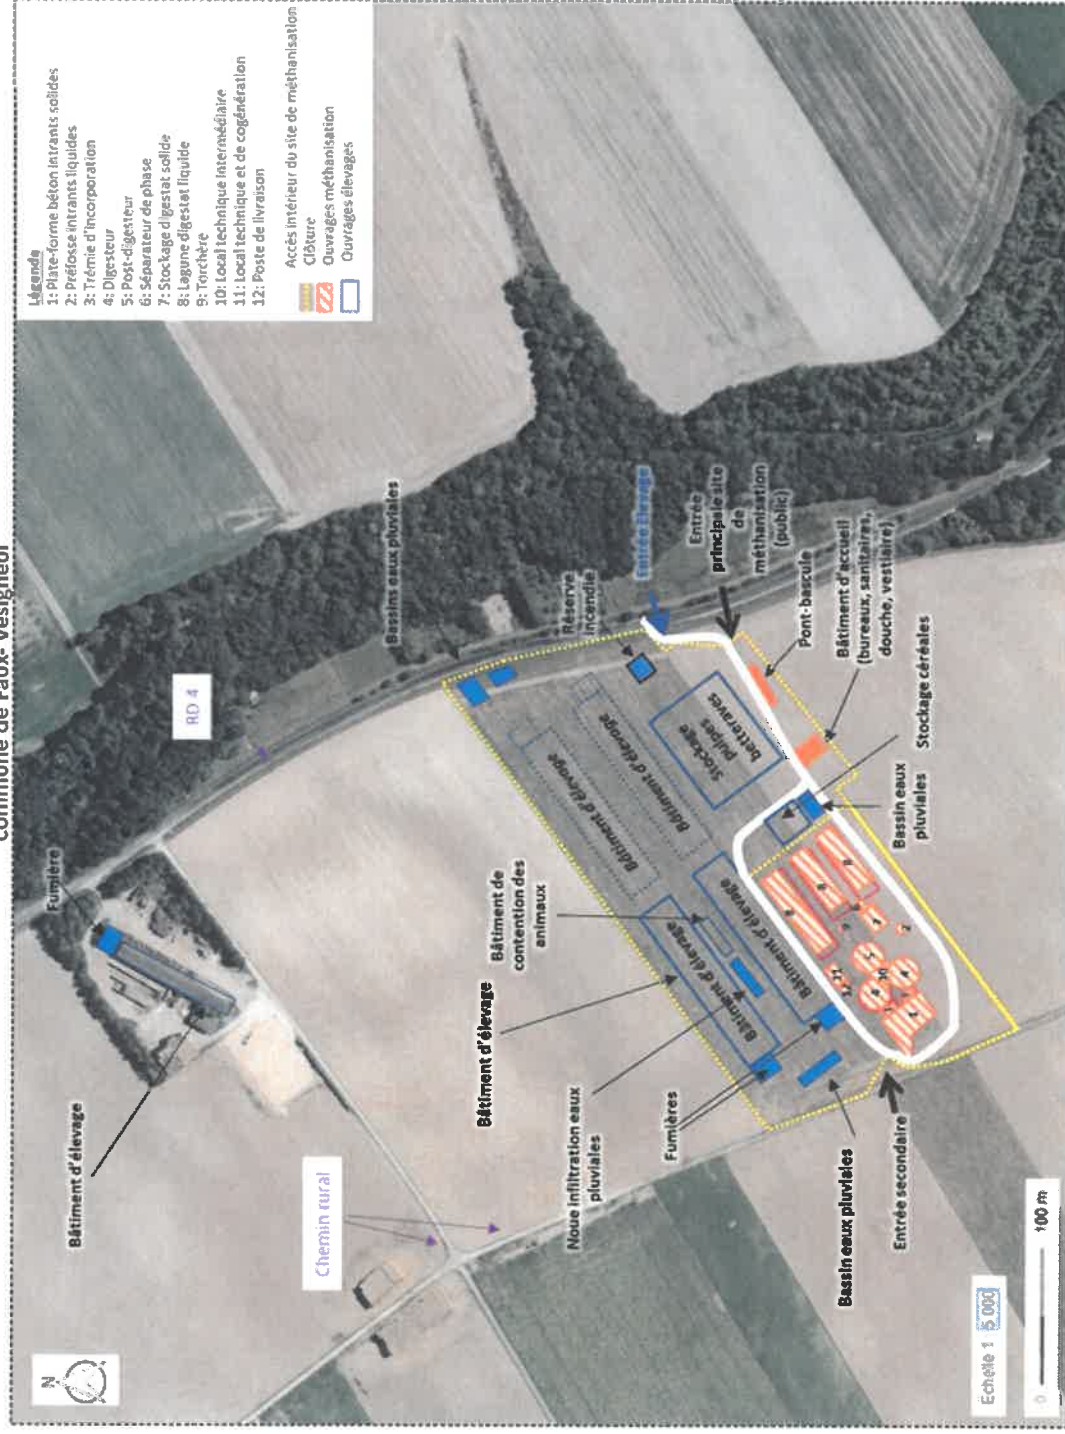 Commune de Faux- Vésigneul
Légende
1: Plate-forme béton intrants solides
2: Préfosse intrants liquides
3: Trémie d'incorporation
4: Digesteur
5: Post-digesteur
6: Séparateur de phase
7: Stockage digestat solide
8: Lagune digestat liquide
9: Torchère
10: Local technique intermédiaire
11: Local technique et de cogénération
12: Poste de livraison
Accès intérieur du site de méthanisation
Clôture
Ouvrages méthanisation
Ouvrages élevages
N
Bâtiment d'élevage
Fumière
RD 4
Chemin rural
Bassins eaux pluviales
Bâtiment d'élevage
Bâtiment de
contention des
animaux
Réserve
incendie
Entrée Elevage
Entrée
principale site
de
méthanisation
(public)
Noue infiltration eaux
pluviales
Fumières
Bâtiment d'élevage
Bâtiment d'élevage
Bâtiment d'élevage
Bâtiment d'élevage
Stockage
pulpes
betteraves
Pont-bascule
Bâtiment d'accueil
(bureaux, sanitaires,
douche, vestiaire)
Stockage céréales
Bassin eaux
pluviales
Bassin eaux pluviales
Entrée secondaire
Echelle 1 5 000
0 100 m